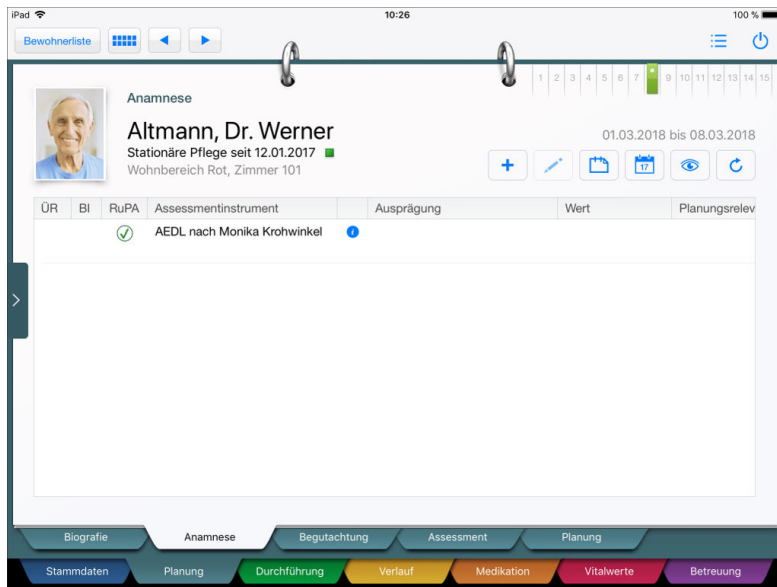 iPad 10:26 100 %
Bewohnerliste
1 2 3 4 5 6 7 9 10 11 12 13 14 15
Anamnese
Altmann, Dr. Werner
01.03.2018 bis 08.03.2018
Stationäre Pflege seit 12.01.2017
Wohnbereich Rot, Zimmer 101
17
ÜR BI RuPA Assessmentinstrument Ausprägung Wert Planungsrelev
AEDL nach Monika Krohwinkel
Biografie Anamnese Begutachtung Assessment Planung
Stammdaten Planung Durchführung Verlauf Medikation Vitalwerte Betreuung